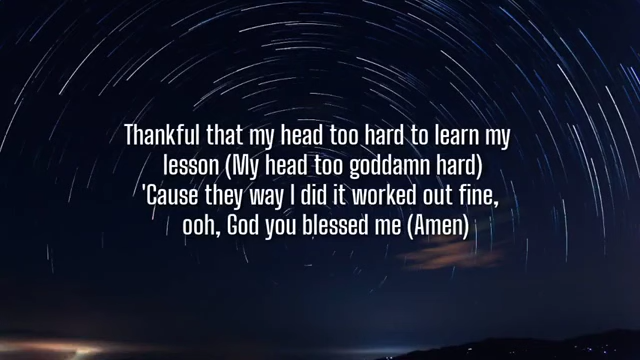 Thankful that my head too hard to learn my
lesson (My head too goddamn hard)
'Cause they way I did it worked out fine,
ooh, God you blessed me (Amen)